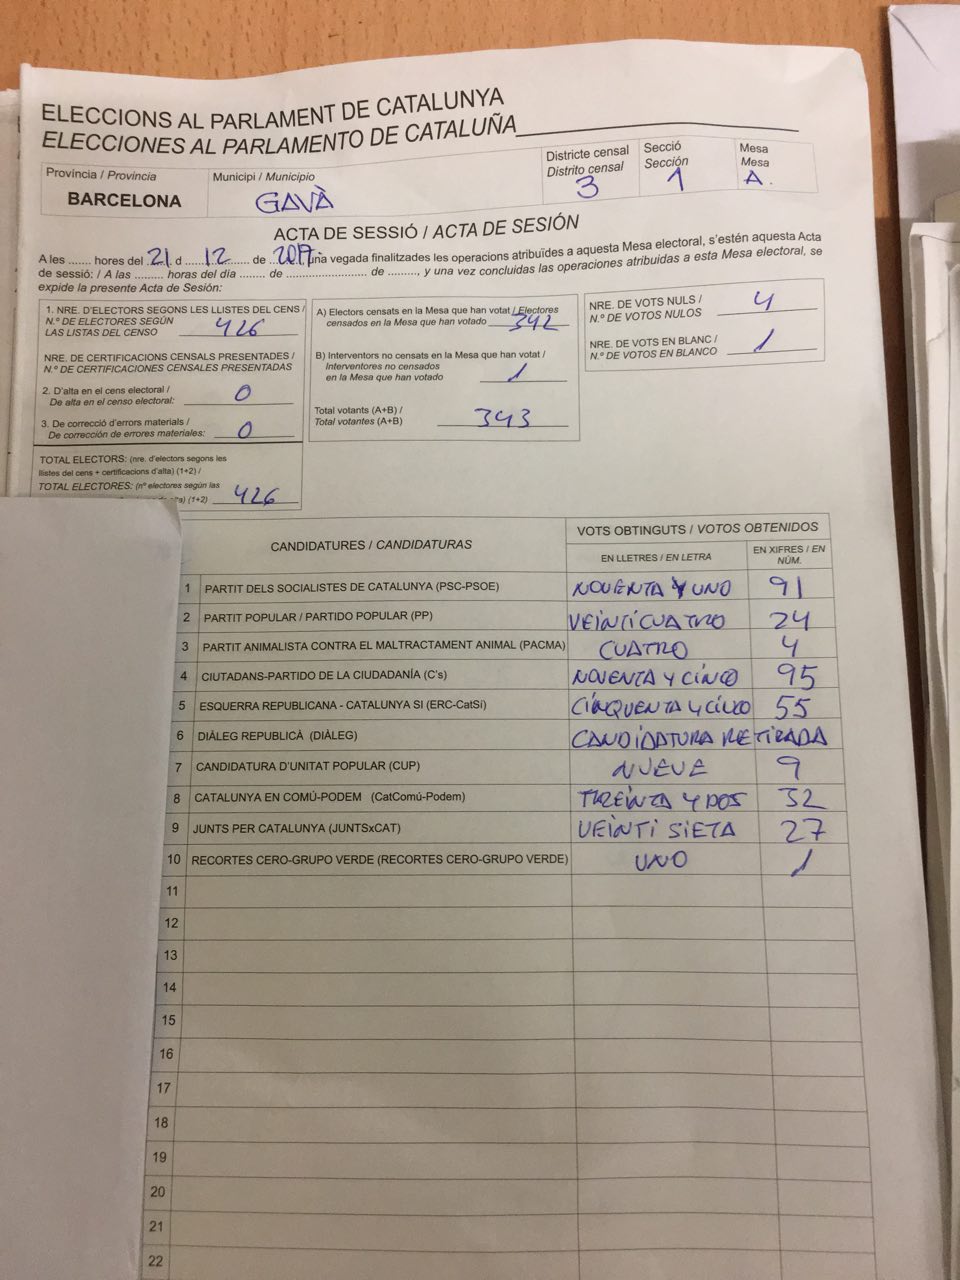 ELECCIONS AL PARLAMENT DE CATALUNYA
ELECCIONES AL PARLAMENTO DE CATALUÑA
Provincia / Provincia
BARCELONA
Municipi / Municipio
GAVÀ
Districte censal
Distrito censal
3
Secció
Sección
1
Mesa
Mesa
A.
ACTA DE SESSIÓ / ACTA DE SESIÓN
A les ....... hores del 21 d 12 de 2017 una vegada finalitzades les operacions atribuïdes a aquesta Mesa electoral, s'estén aquesta Acta
de sessió: / A las ......... horas del día ....... de ........................ de ........., y una vez concluidas las operaciones atribuidas a esta Mesa electoral, se
expide la presente Acta de Sesión:
1. NRE. D'ELECTORS SEGONS LES LLISTES DEL CENS /
N.º DE ELECTORES SEGÚN
LAS LISTAS DEL CENSO 426
NRE. DE CERTIFICACIONS CENSALS PRESENTADES /
N.º DE CERTIFICACIONES CENSALES PRESENTADAS
2. D'alta en el cens electoral /
De alta en el censo electoral: 0
3. De correcció d'errors materials /
De corrección de errores materiales: 0
TOTAL ELECTORS: (nre. d'electors segons les
llistes del cens + certificacions d'alta) (1+2) /
TOTAL ELECTORES: (nº electores según las
(1+2) 426
A) Electors censats en la Mesa que han votat / Electores
censados en la Mesa que han votado 342
B) Interventors no censats en la Mesa que han votat /
Interventores no censados
en la Mesa que han votado 1
Total votants (A+B) /
Total votantes (A+B) 343
NRE. DE VOTS NULS /
N.º DE VOTOS NULOS 4
NRE. DE VOTS EN BLANC /
N.º DE VOTOS EN BLANCO 1
CANDIDATURES / CANDIDATURAS
VOTS OBTINGUTS / VOTOS OBTENIDOS
EN LLETRES / EN LETRA
EN XIFRES / EN
NÚM.
1 PARTIT DELS SOCIALISTES DE CATALUNYA (PSC-PSOE) NOVENTA Y UNO 91
2 PARTIT POPULAR / PARTIDO POPULAR (PP) VEINTICUATRO 24
3 PARTIT ANIMALISTA CONTRA EL MALTRACTAMENT ANIMAL (PACMA) CUATRO 4
4 CIUTADANS-PARTIDO DE LA CIUDADANÍA (C's) NOVENTA Y CINCO 95
5 ESQUERRA REPUBLICANA - CATALUNYA SI (ERC-CatSí) CINQUENTA Y CINCO 55
6 DIÀLEG REPUBLICÀ (DIÀLEG) CANDIDATURA RETIRADA
7 CANDIDATURA D'UNITAT POPULAR (CUP) NUEVE 9
8 CATALUNYA EN COMÚ-PODEM (CatComú-Podem) TREINTA Y DOS 32
9 JUNTS PER CATALUNYA (JUNTSxCAT) VEINTI SIETA 27
10 RECORTES CERO-GRUPO VERDE (RECORTES CERO-GRUPO VERDE) UNO 1
11
12
13
14
15
16
17
18
19
20
21
22